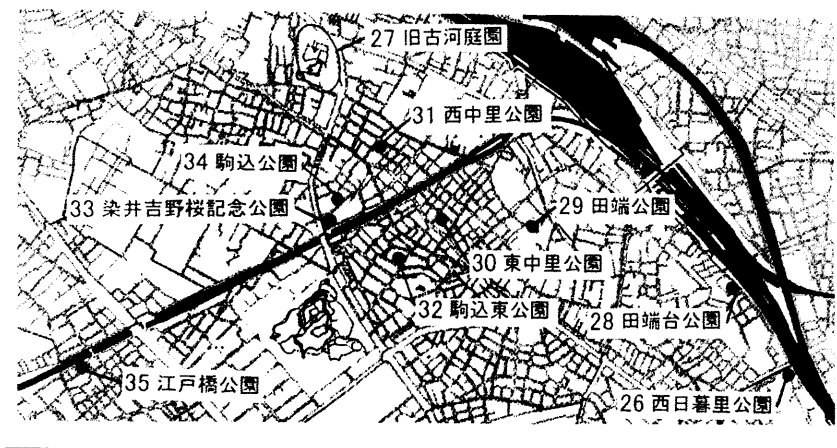 27 旧古河庭園
31 西中里公園
34 駒込公園
33 染井吉野桜記念公園
29 田端公園
30 東中里公園
32 駒込東公園
28 田端台公園
35 江戸橋公園
26 西日暮里公園